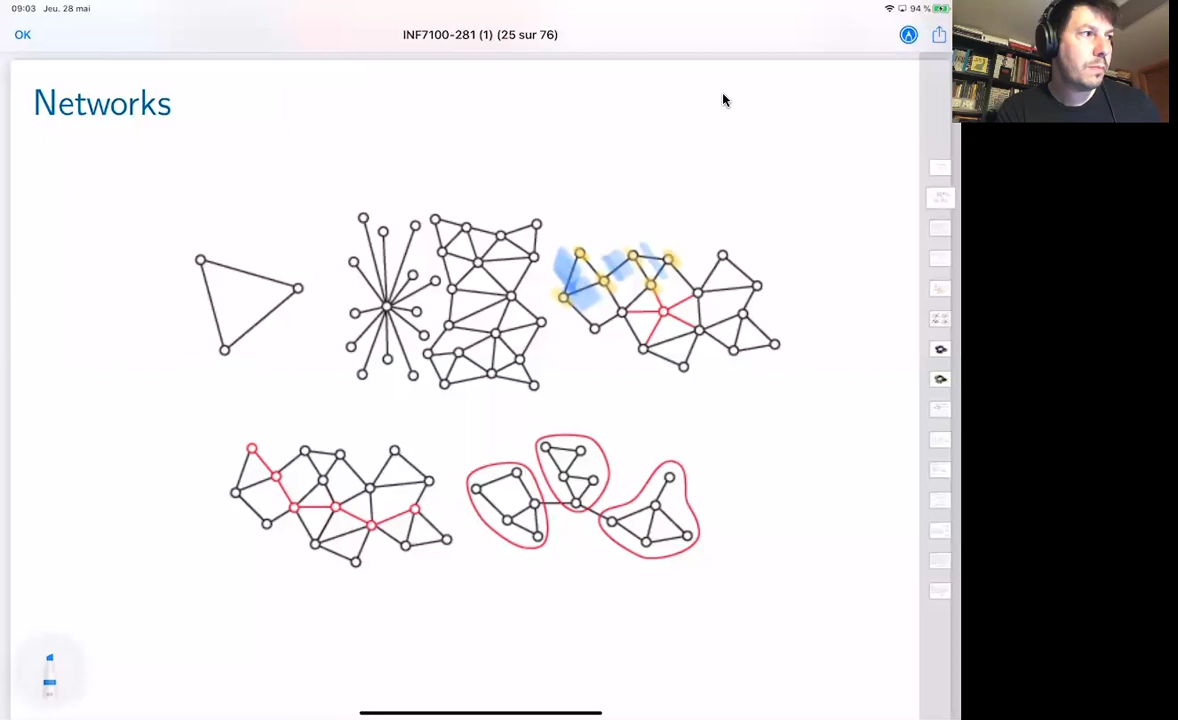 09:03 Jeu. 28 mai
94 %
OK
INF7100-281 (1) (25 sur 76)
Networks